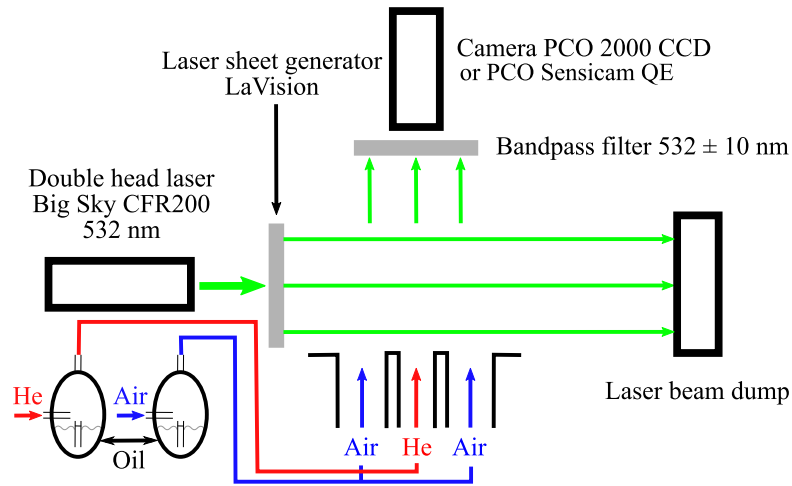 Camera PCO 2000 CCD
or PCO Sensicam QE
Laser sheet generator
LaVision
Bandpass filter 532 ± 10 nm
Double head laser
Big Sky CFR200
532 nm
Laser beam dump
He
Air
Oil
Air
He
Air